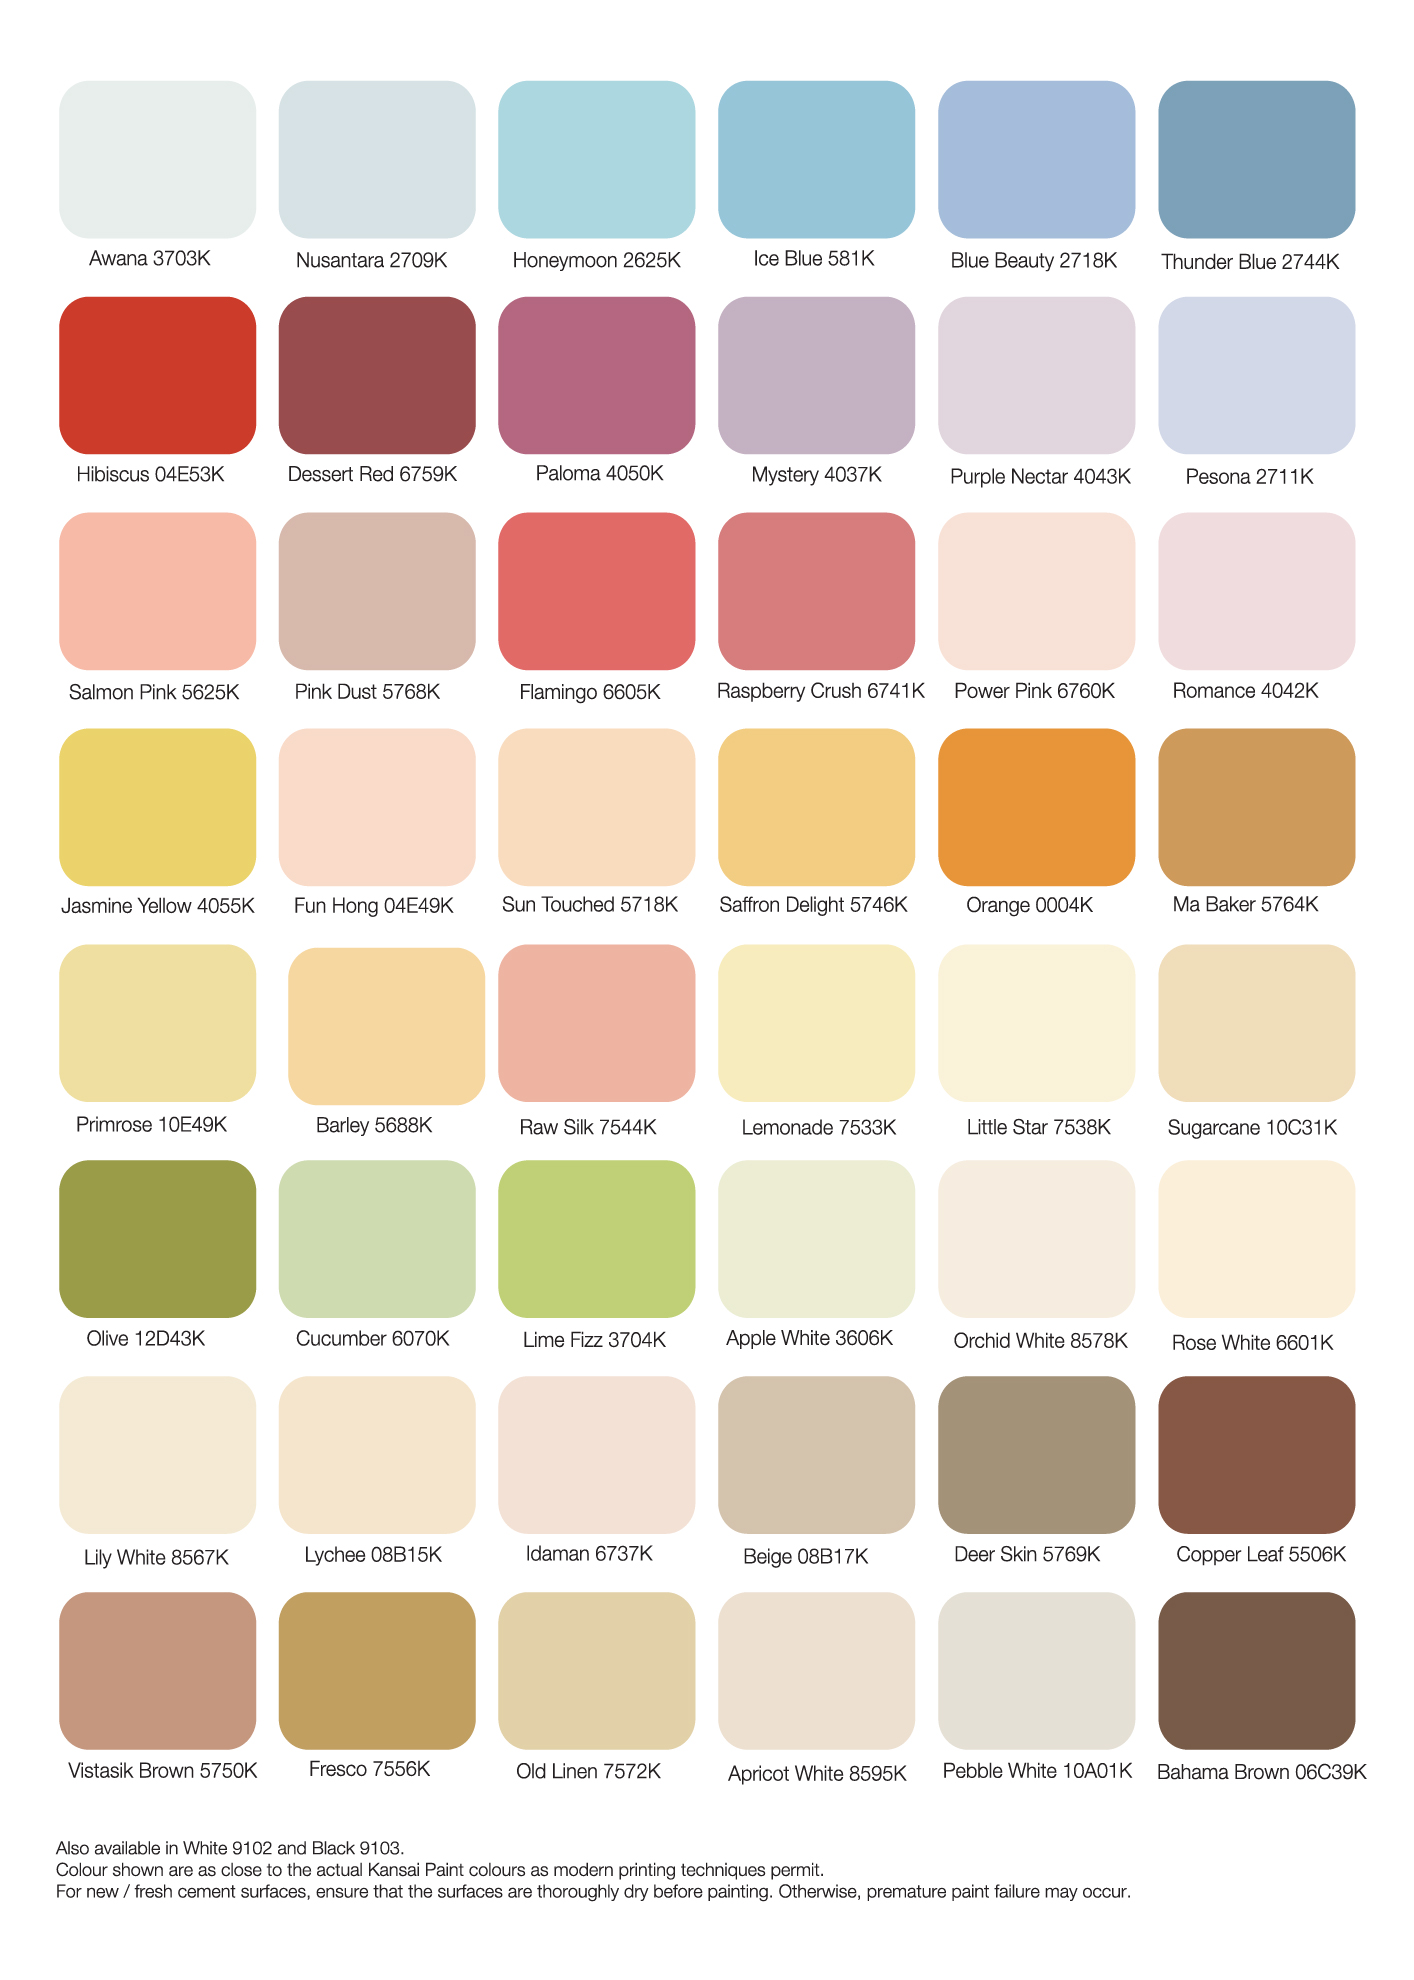 Awana 3703K Nusantara 2709K Honeymoon 2625K Ice Blue 581K Blue Beauty 2718K Thunder Blue 2744K
Hibiscus 04E53K Dessert Red 6759K Paloma 4050K Mystery 4037K Purple Nectar 4043K Pesona 2711K
Salmon Pink 5625K Pink Dust 5768K Flamingo 6605K Raspberry Crush 6741K Power Pink 6760K Romance 4042K
Jasmine Yellow 4055K Fun Hong 04E49K Sun Touched 5718K Saffron Delight 5746K Orange 0004K Ma Baker 5764K
Primrose 10E49K Barley 5688K Raw Silk 7544K Lemonade 7533K Little Star 7538K Sugarcane 10C31K
Olive 12D43K Cucumber 6070K Lime Fizz 3704K Apple White 3606K Orchid White 8578K Rose White 6601K
Lily White 8567K Lychee 08B15K Idaman 6737K Beige 08B17K Deer Skin 5769K Copper Leaf 5506K
Vistasik Brown 5750K Fresco 7556K Old Linen 7572K Apricot White 8595K Pebble White 10A01K Bahama Brown 06C39K
Also available in White 9102 and Black 9103.
Colour shown are as close to the actual Kansai Paint colours as modern printing techniques permit.
For new / fresh cement surfaces, ensure that the surfaces are thoroughly dry before painting. Otherwise, premature paint failure may occur.